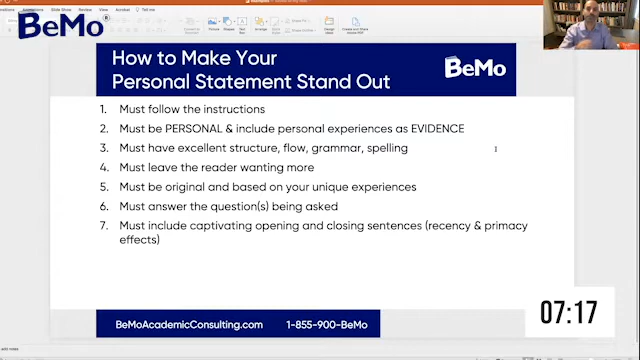 BeMo®
How to Make Your
Personal Statement Stand Out
BeMo
1. Must follow the instructions
2. Must be PERSONAL & include personal experiences as EVIDENCE
3. Must have excellent structure, flow, grammar, spelling
4. Must leave the reader wanting more
5. Must be original and based on your unique experiences
6. Must answer the question(s) being asked
7. Must include captivating opening and closing sentences (recency & primacy
effects)
07:17
BeMoAcademicConsulting.com 1-855-900-BeMo